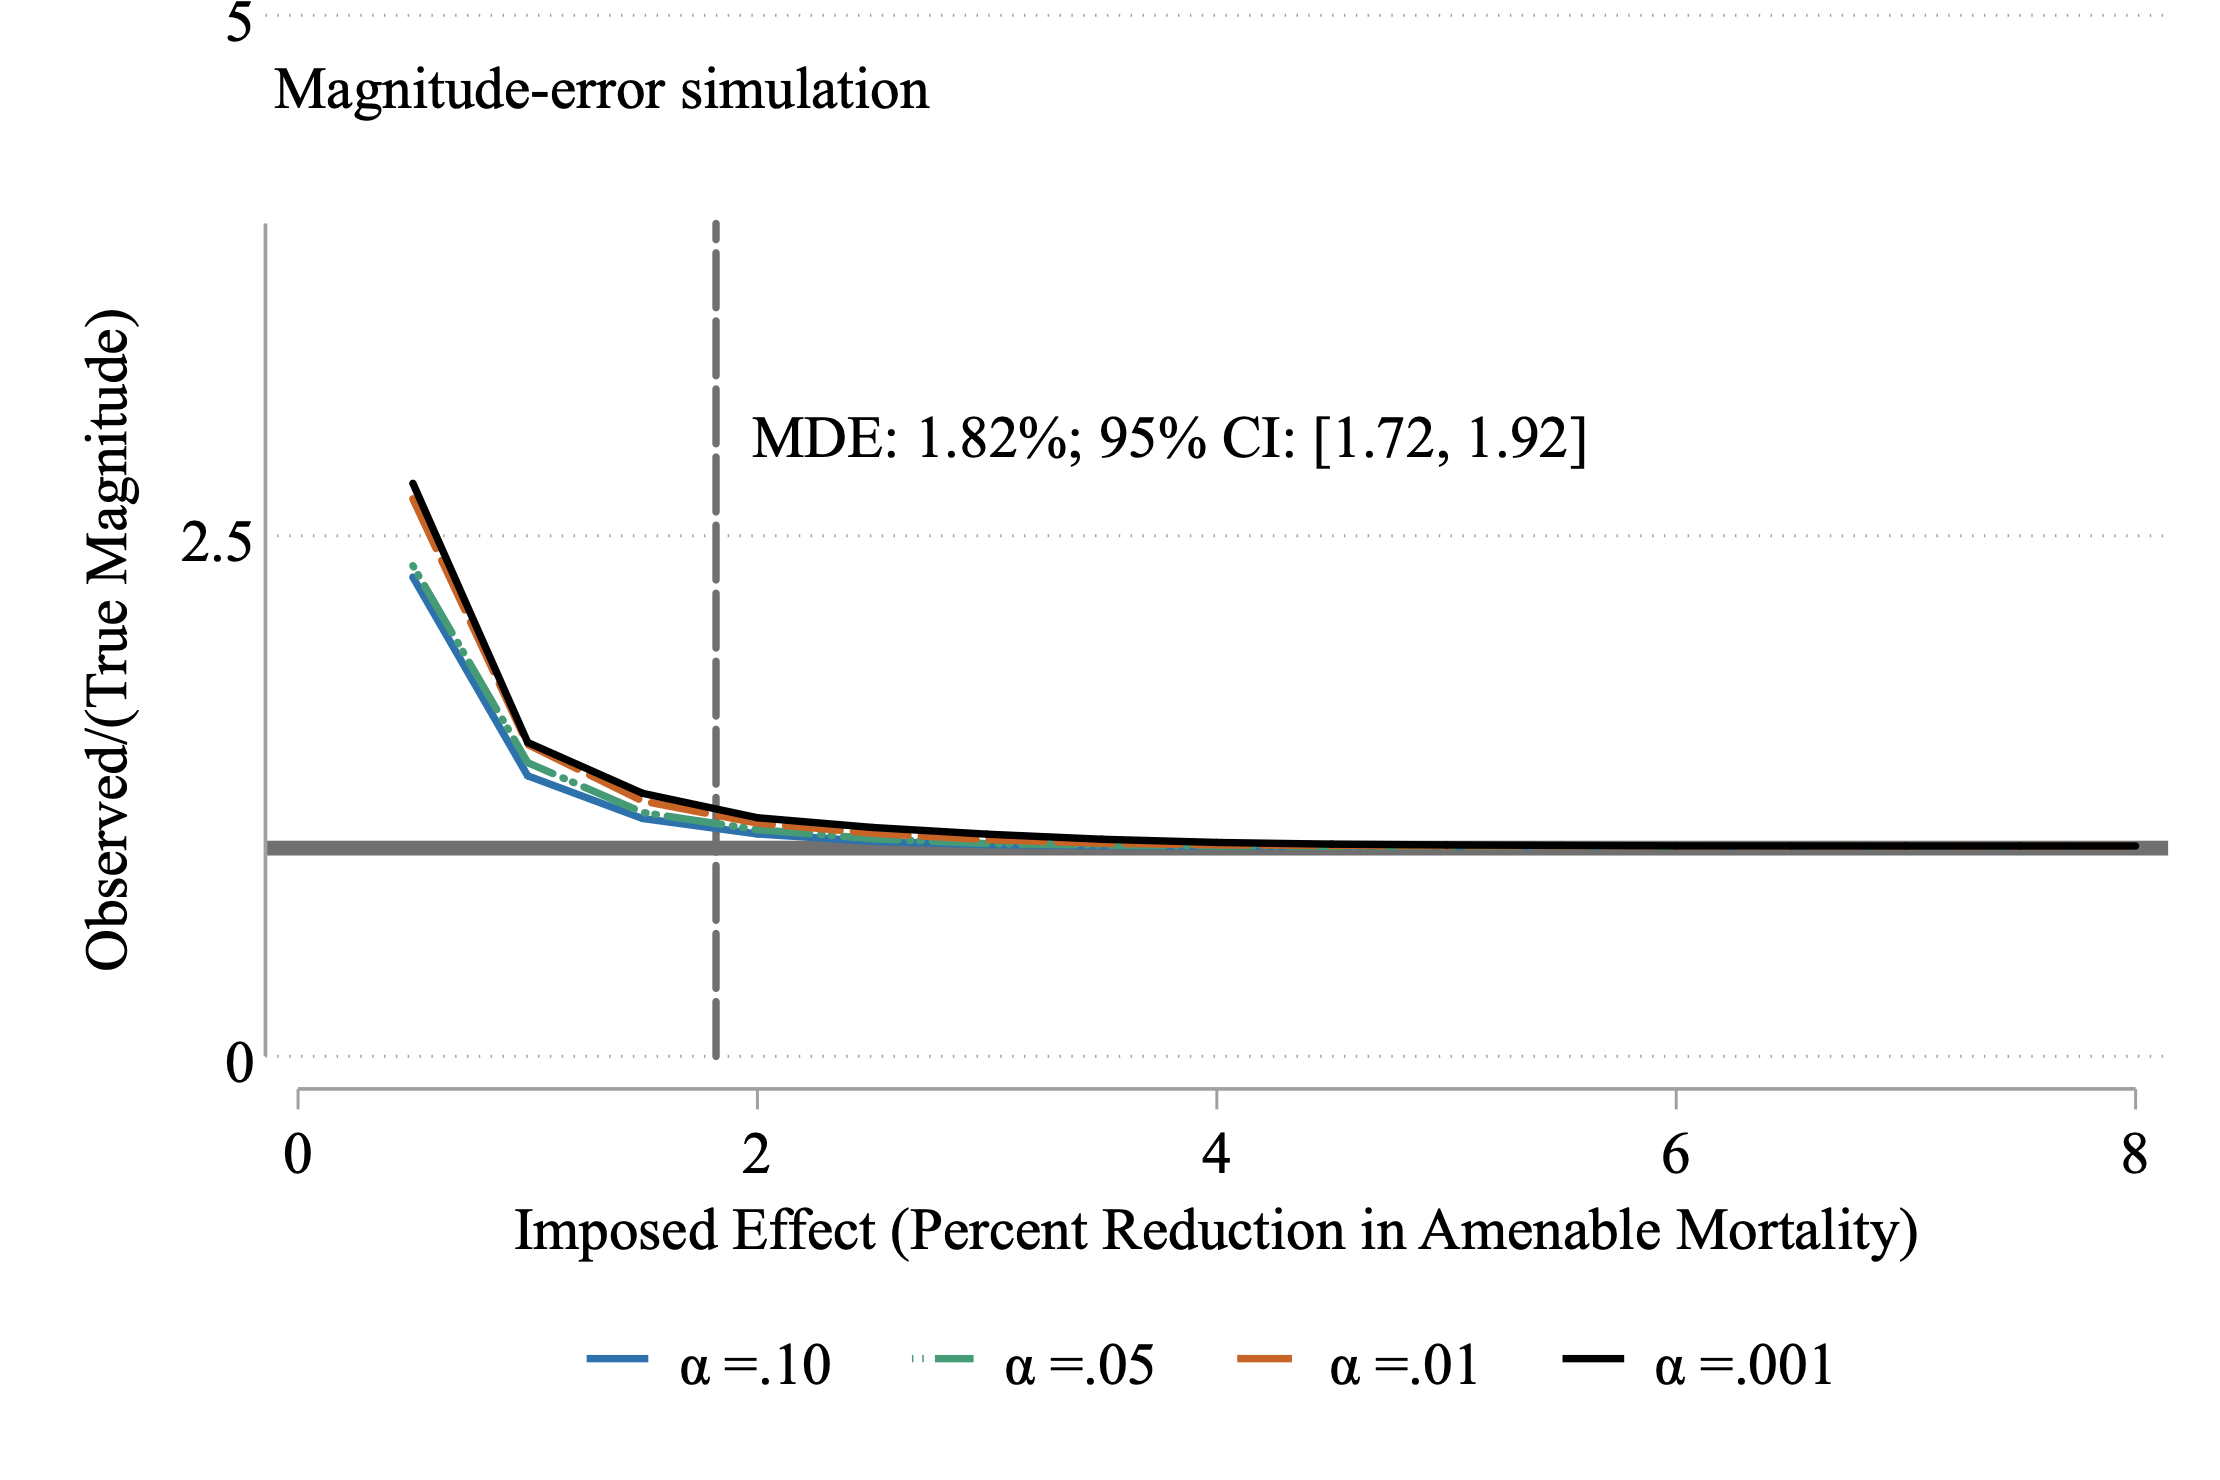 5
Magnitude-error simulation
MDE: 1.82%; 95% CI: [1.72, 1.92]
2.5
Observed/(True Magnitude)
0
0 2 4 6 8
Imposed Effect (Percent Reduction in Amenable Mortality)
α =.10 α =.05 α =.01 α =.001